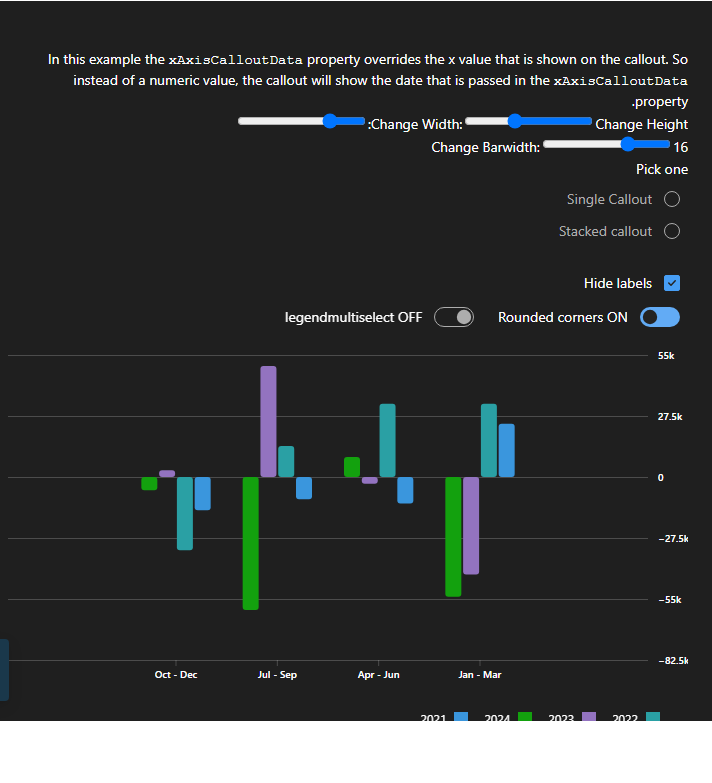 In this example the xAxisCalloutData property overrides the x value that is shown on the callout. So
instead of a numeric value, the callout will show the date that is passed in the xAxisCalloutData
.property
:Change Width: Change Height
Change Barwidth: 16
Pick one
Single Callout
Stacked callout
Hide labels
legendmultiselect OFF Rounded corners ON
55k
27.5k
0
−27.5k
−55k
−82.5k
Oct - Dec Jul - Sep Apr - Jun Jan - Mar
2021 2024 2023 2022